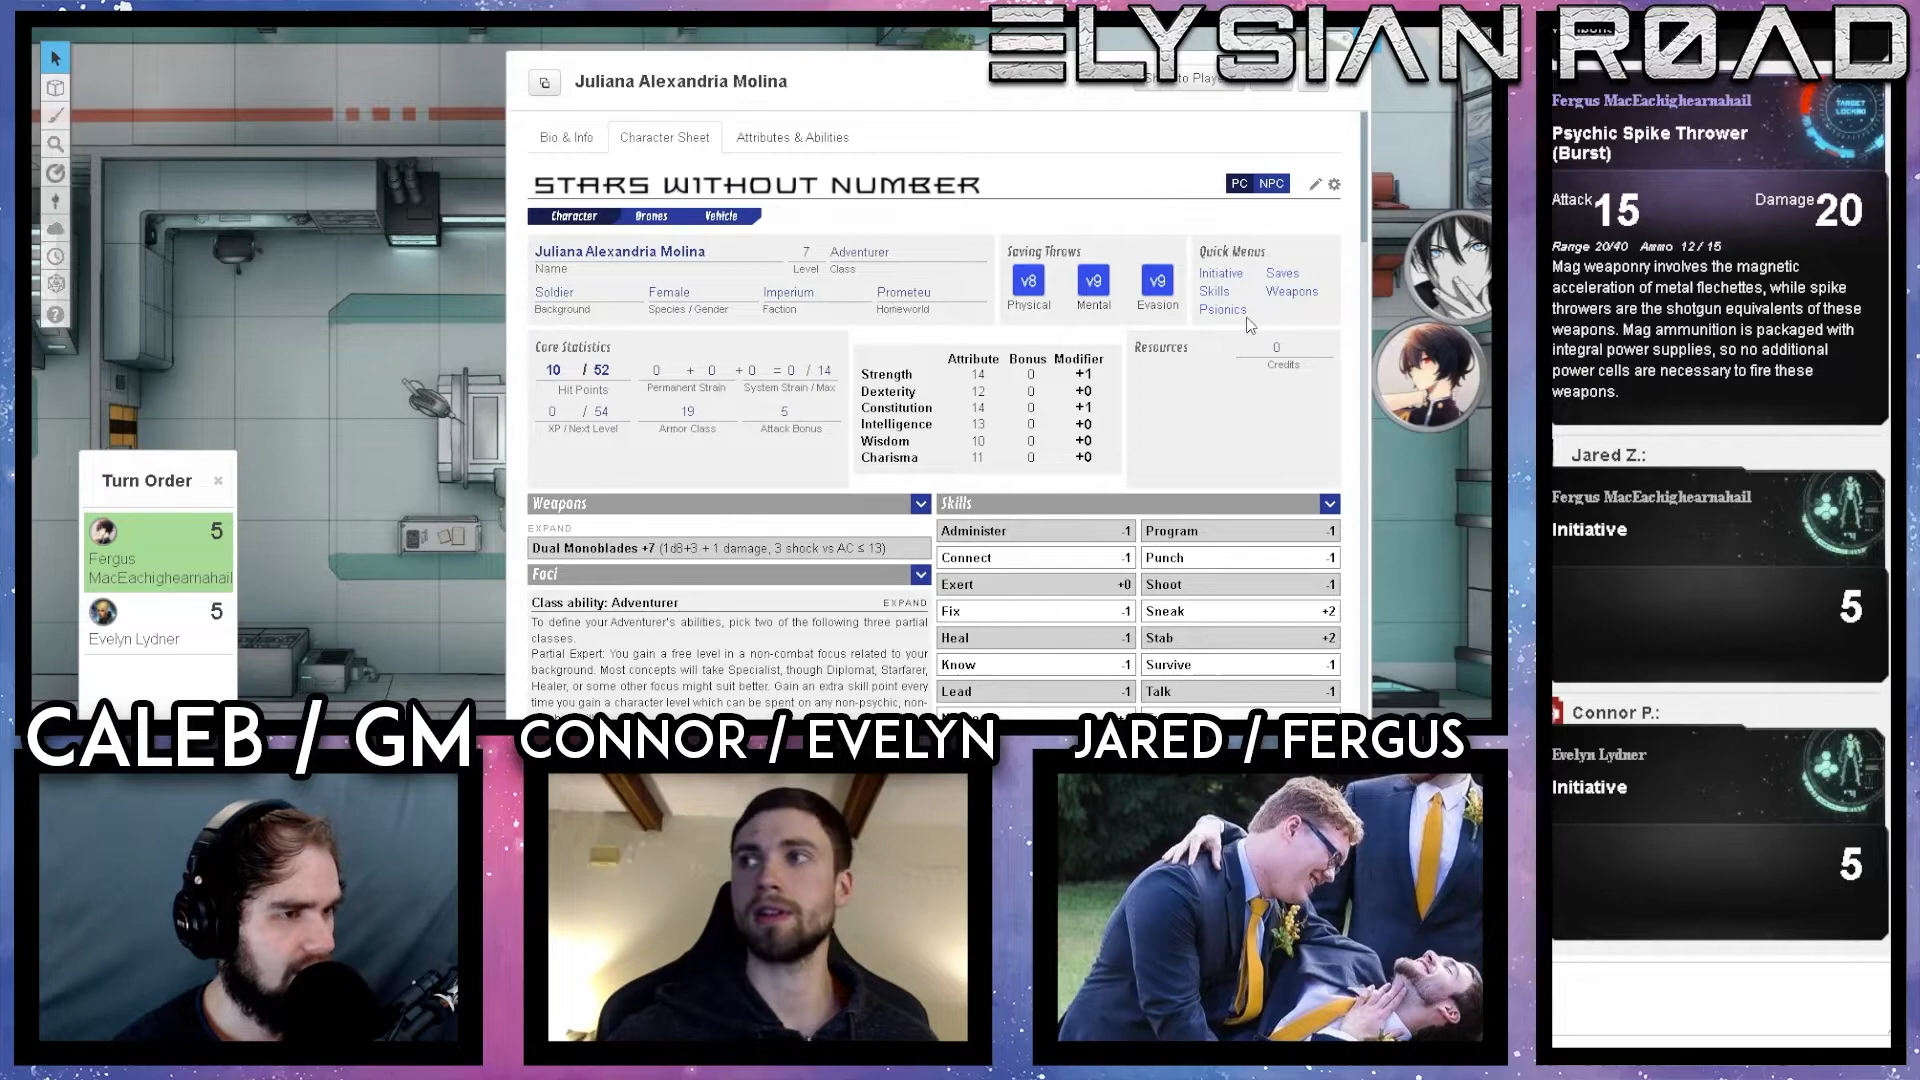 ELYSIAN RØAD
Juliana Alexandria Molina
Bio & Info
Character Sheet
Attributes & Abilities
STARS WITHOUT NUMBER
PC NPC
Character
Drones
Vehicle
Juliana Alexandria Molina
7
Adventurer
Name
Level
Class
Soldier
Female
Imperium
Prometeu
Background
Species / Gender
Faction
Homeworld
Saving Throws
v8
v9
v9
Physical
Mental
Evasion
Quick Menus
Initiative
Saves
Skills
Weapons
Psionics
Core Statistics
10 / 52
0 + 0 + 0 = 0 / 14
Hit Points
Permanent Strain
System Strain / Max
0 / 54
19
5
XP / Next Level
Armor Class
Attack Bonus
Attribute Bonus Modifier
Strength 14 0 +1
Dexterity 12 0 +0
Constitution 14 0 +1
Intelligence 13 0 +0
Wisdom 10 0 +0
Charisma 11 0 +0
Resources
0
Credits
Weapons
EXPAND
Dual Monoblades +7 (1d8+3 + 1 damage, 3 shock vs AC ≤ 13)
Foci
Class ability: Adventurer
EXPAND
To define your Adventurer's abilities, pick two of the following three partial
classes.
Partial Expert: You gain a free level in a non-combat focus related to your
background. Most concepts will take Specialist, though Diplomat, Starfarer,
Healer, or some other focus might suit better. Gain an extra skill point every
time you gain a character level which can be spent on any non-psychic, non-
Skills
Administer -1
Program -1
Connect -1
Punch -1
Exert +0
Shoot -1
Fix -1
Sneak +2
Heal -1
Stab +2
Know -1
Survive -1
Lead -1
Talk -1
Turn Order ×
5
Fergus
MacEachighearnahail
5
Evelyn Lydner
Fergus MacEachighearnahail
TARGET
LOCKING
Psychic Spike Thrower
(Burst)
Attack 15
Damage 20
Range 20/40 Ammo 12 / 15
Mag weaponry involves the magnetic
acceleration of metal flechettes, while spike
throwers are the shotgun equivalents of these
weapons. Mag ammunition is packaged with
integral power supplies, so no additional
power cells are necessary to fire these
weapons.
Jared Z.:
Fergus MacEachighearnahail
Initiative
5
Connor P.:
Evelyn Lydner
Initiative
5
CALEB / GM
CONNOR / EVELYN
JARED / FERGUS